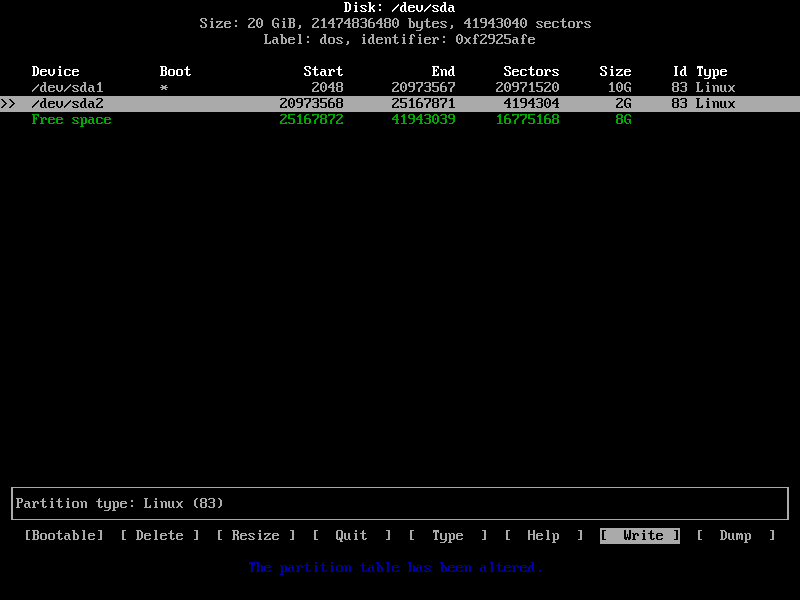 Disk: /dev/sda
Size: 20 GiB, 21474836480 bytes, 41943040 sectors
Label: dos, identifier: 0xf2925afe
Device Boot Start End Sectors Size Id Type
/dev/sda1 * 2048 20973567 20971520 10G 83 Linux
>> /dev/sda2 20973568 25167871 4194304 2G 83 Linux
Free space 25167872 41943039 16775168 8G
Partition type: Linux (83)
[Bootable] [ Delete ] [ Resize ] [ Quit ] [ Type ] [ Help ] [ Write ] [ Dump ]
The partition table has been altered.